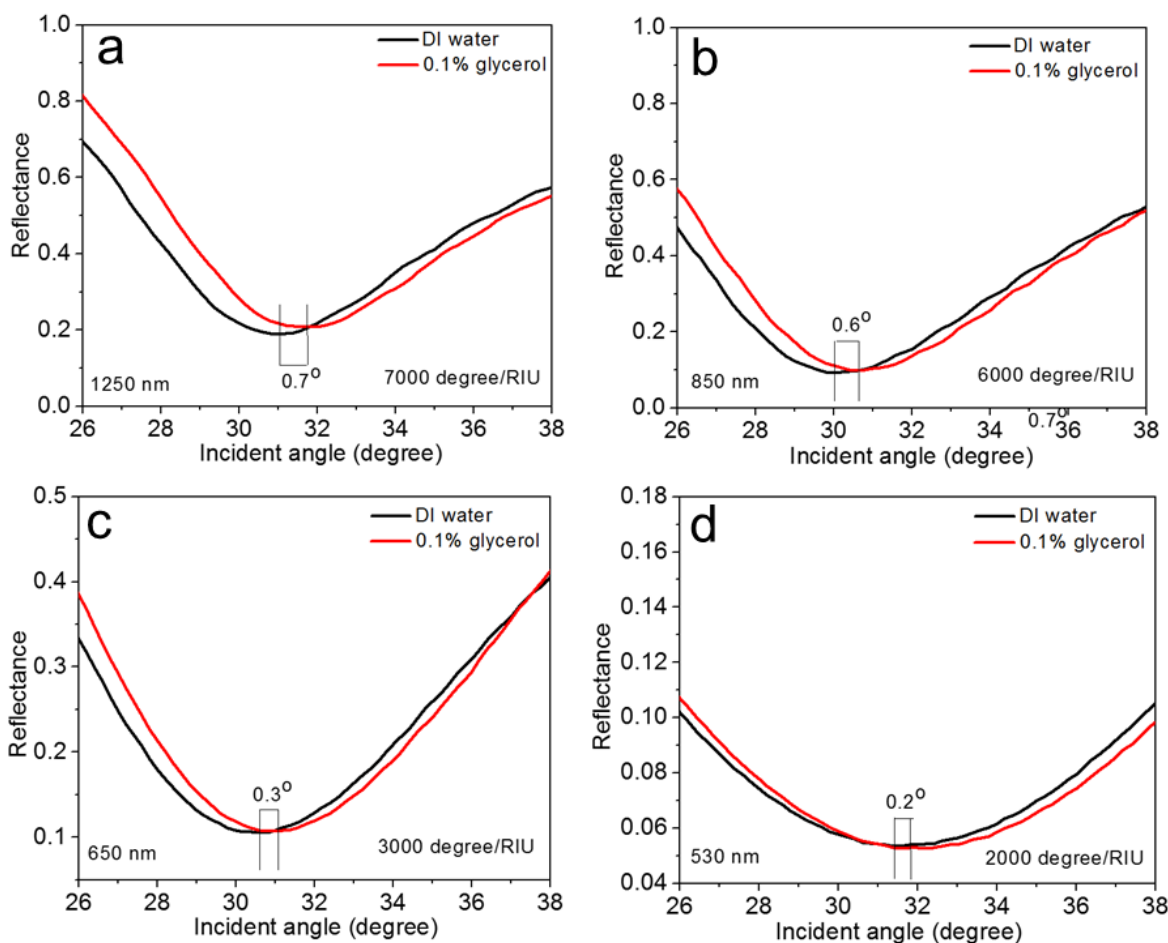 a
DI water
0.1% glycerol
1.0
0.8
0.6
0.4
0.2
0.0
Reflectance
0.7°
1250 nm
7000 degree/RIU
26 28 30 32 34 36 38
Incident angle (degree)
b
DI water
0.1% glycerol
1.0
0.8
0.6
0.4
0.2
0.0
Reflectance
0.6°
850 nm
6000 degree/RIU
0.7°
26 28 30 32 34 36 38
Incident angle (degree)
c
DI water
0.1% glycerol
0.5
0.4
0.3
0.2
0.1
Reflectance
0.3°
650 nm
3000 degree/RIU
26 28 30 32 34 36 38
Incident angle (degree)
d
DI water
0.1% glycerol
0.18
0.16
0.14
0.12
0.10
0.08
0.06
0.04
Reflectance
0.2°
530 nm
2000 degree/RIU
26 28 30 32 34 36 38
Incident angle (degree)